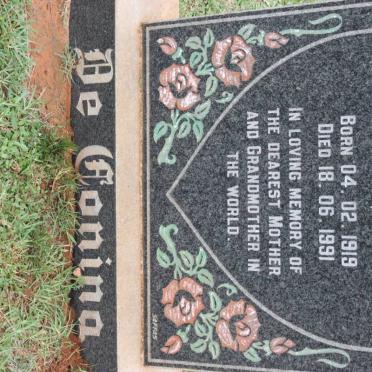 Born 04. 02. 1919
Died 18. 06. 1991
In loving memory of
the dearest Mother
and Grandmother in
the world.
De Gonina